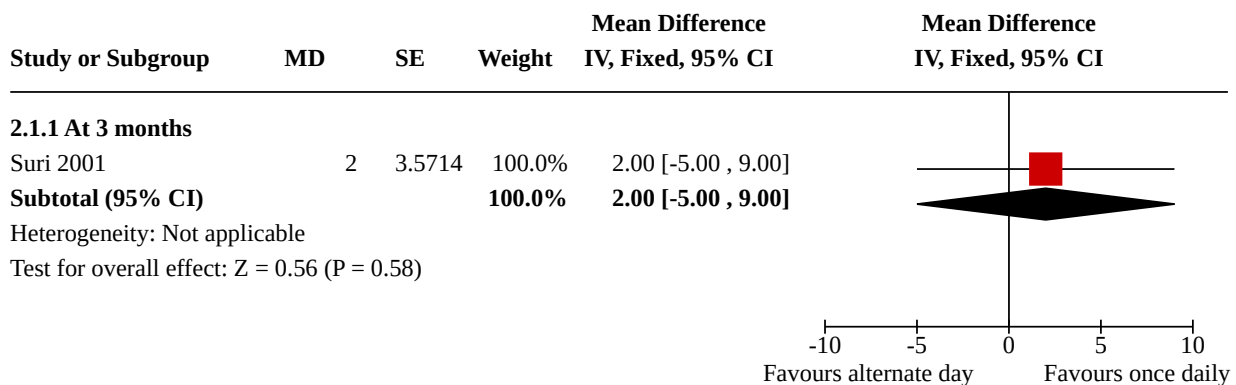 Mean Difference Mean Difference
Study or Subgroup MD SE Weight IV, Fixed, 95% CI IV, Fixed, 95% CI
2.1.1 At 3 months
Suri 2001 2 3.5714 100.0% 2.00 [-5.00 , 9.00]
Subtotal (95% CI) 100.0% 2.00 [-5.00 , 9.00]
Heterogeneity: Not applicable
Test for overall effect: Z = 0.56 (P = 0.58)
-10 -5 0 5 10
Favours alternate day Favours once daily